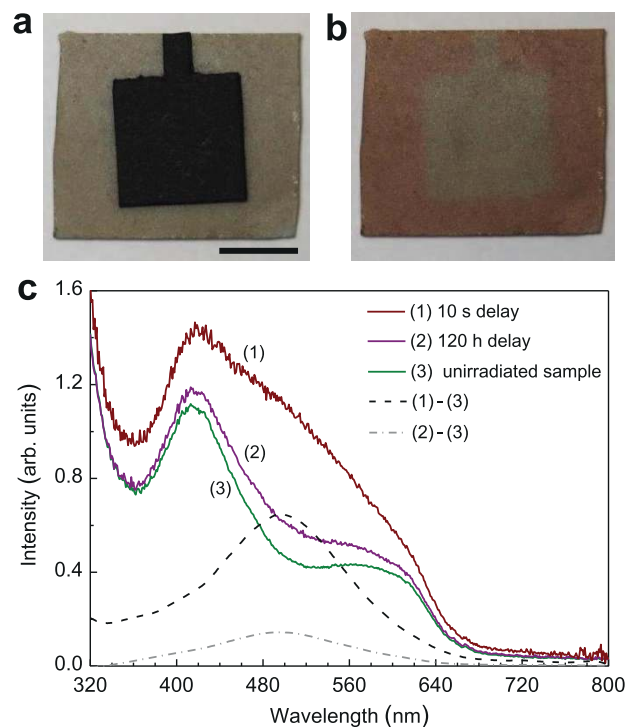 a
b
c
1.6
1.2
0.8
0.4
0.0
Intensity (arb. units)
(1) 10 s delay
(2) 120 h delay
(3) unirradiated sample
(1)-(3)
(2)-(3)
(1)
(2)
(3)
320 400 480 560 640 720 800
Wavelength (nm)